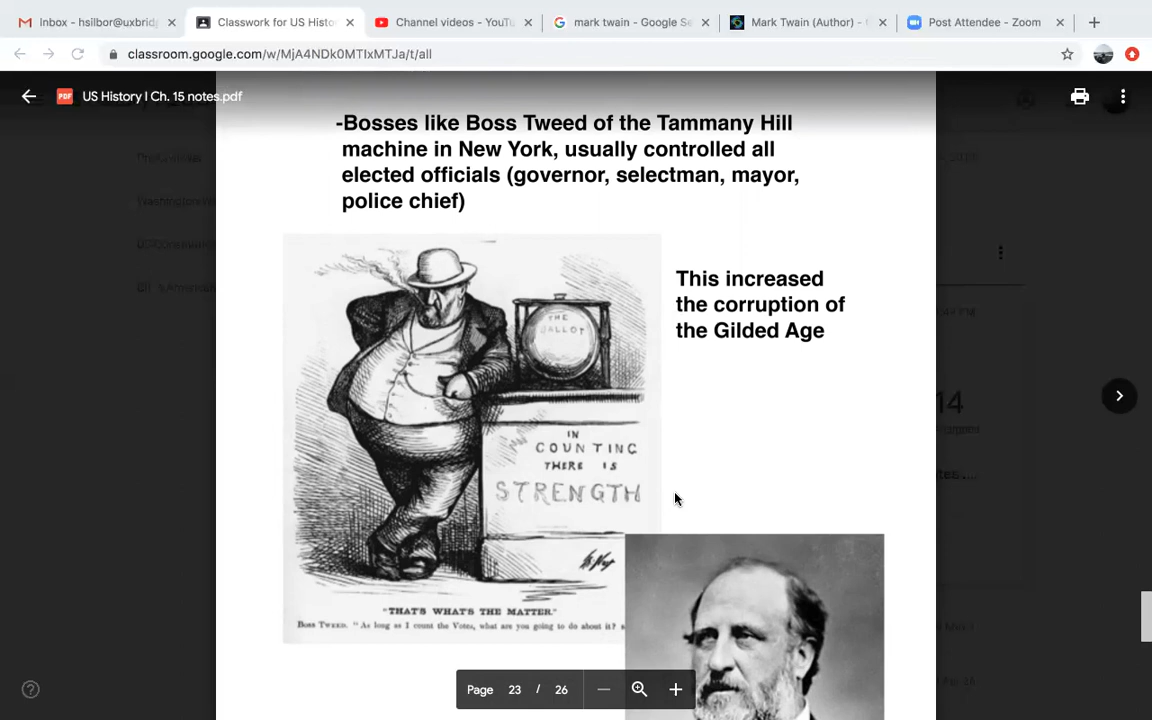 Inbox - hsilbor@uxbrid
Classwork for US Histo
Channel videos - YouTu
mark twain - Google Se
Mark Twain (Author) -
Post Attendee - Zoom
classroom.google.com/w/MjA4NDk0MTIxMTJa/t/all
PDF
US History I Ch. 15 notes.pdf
-Bosses like Boss Tweed of the Tammany Hill
machine in New York, usually controlled all
elected officials (governor, selectman, mayor,
police chief)
This increased
the corruption of
the Gilded Age
THE
BALLOT
IN
COUNTING
THERE IS
STRENGTH
"THAT'S WHAT'S THE MATTER."
BOSS TWEED. "As long as I count the Votes, what are you going to do about it?
14
Page 23 / 26